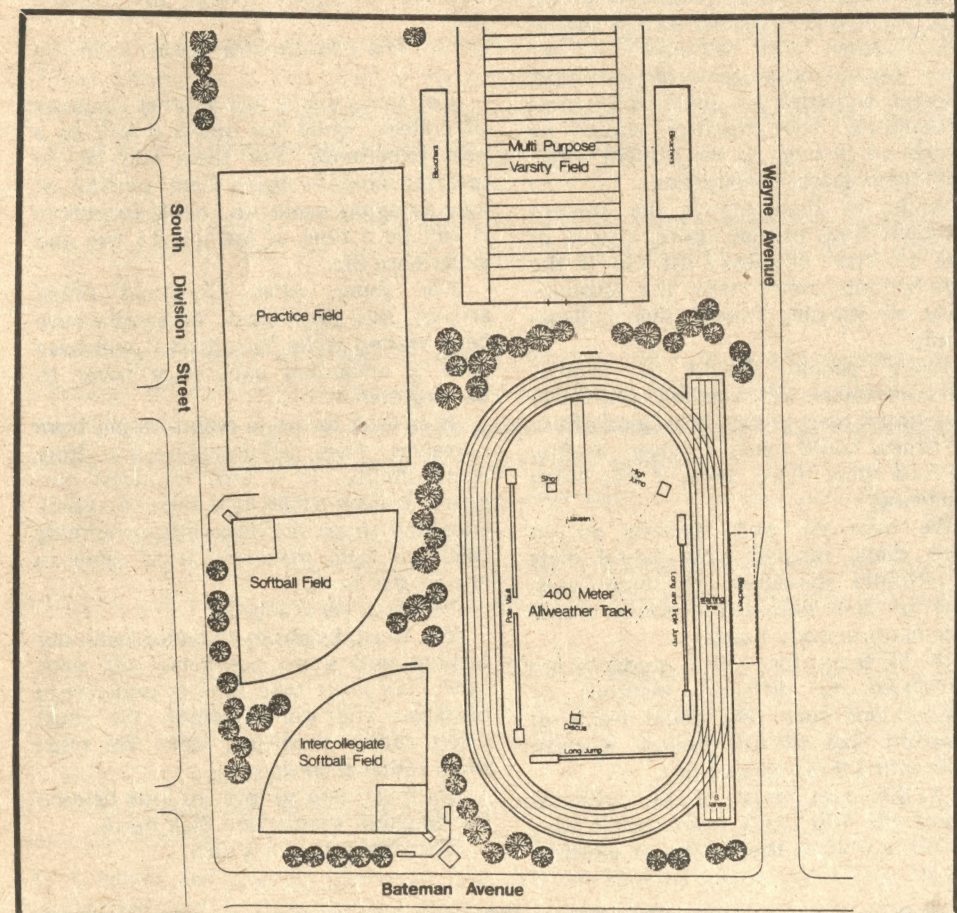 Multi Purpose
Varsity Field
Bleachers
Bleachers
Wayne Avenue
South Division Street
Practice Field
Shot
High
Jump
Javelin
Softball Field
400 Meter
Allweather Track
Pole Vault
Long and Triple Jump
Bleachers
Discus
Long Jump
Intercollegiate
Softball Field
Bateman Avenue